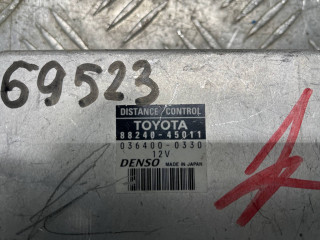 69523
DISTANCE CONTROL
TOYOTA
88240-45011
036400-0330
12V
DENSO MADE IN JAPAN